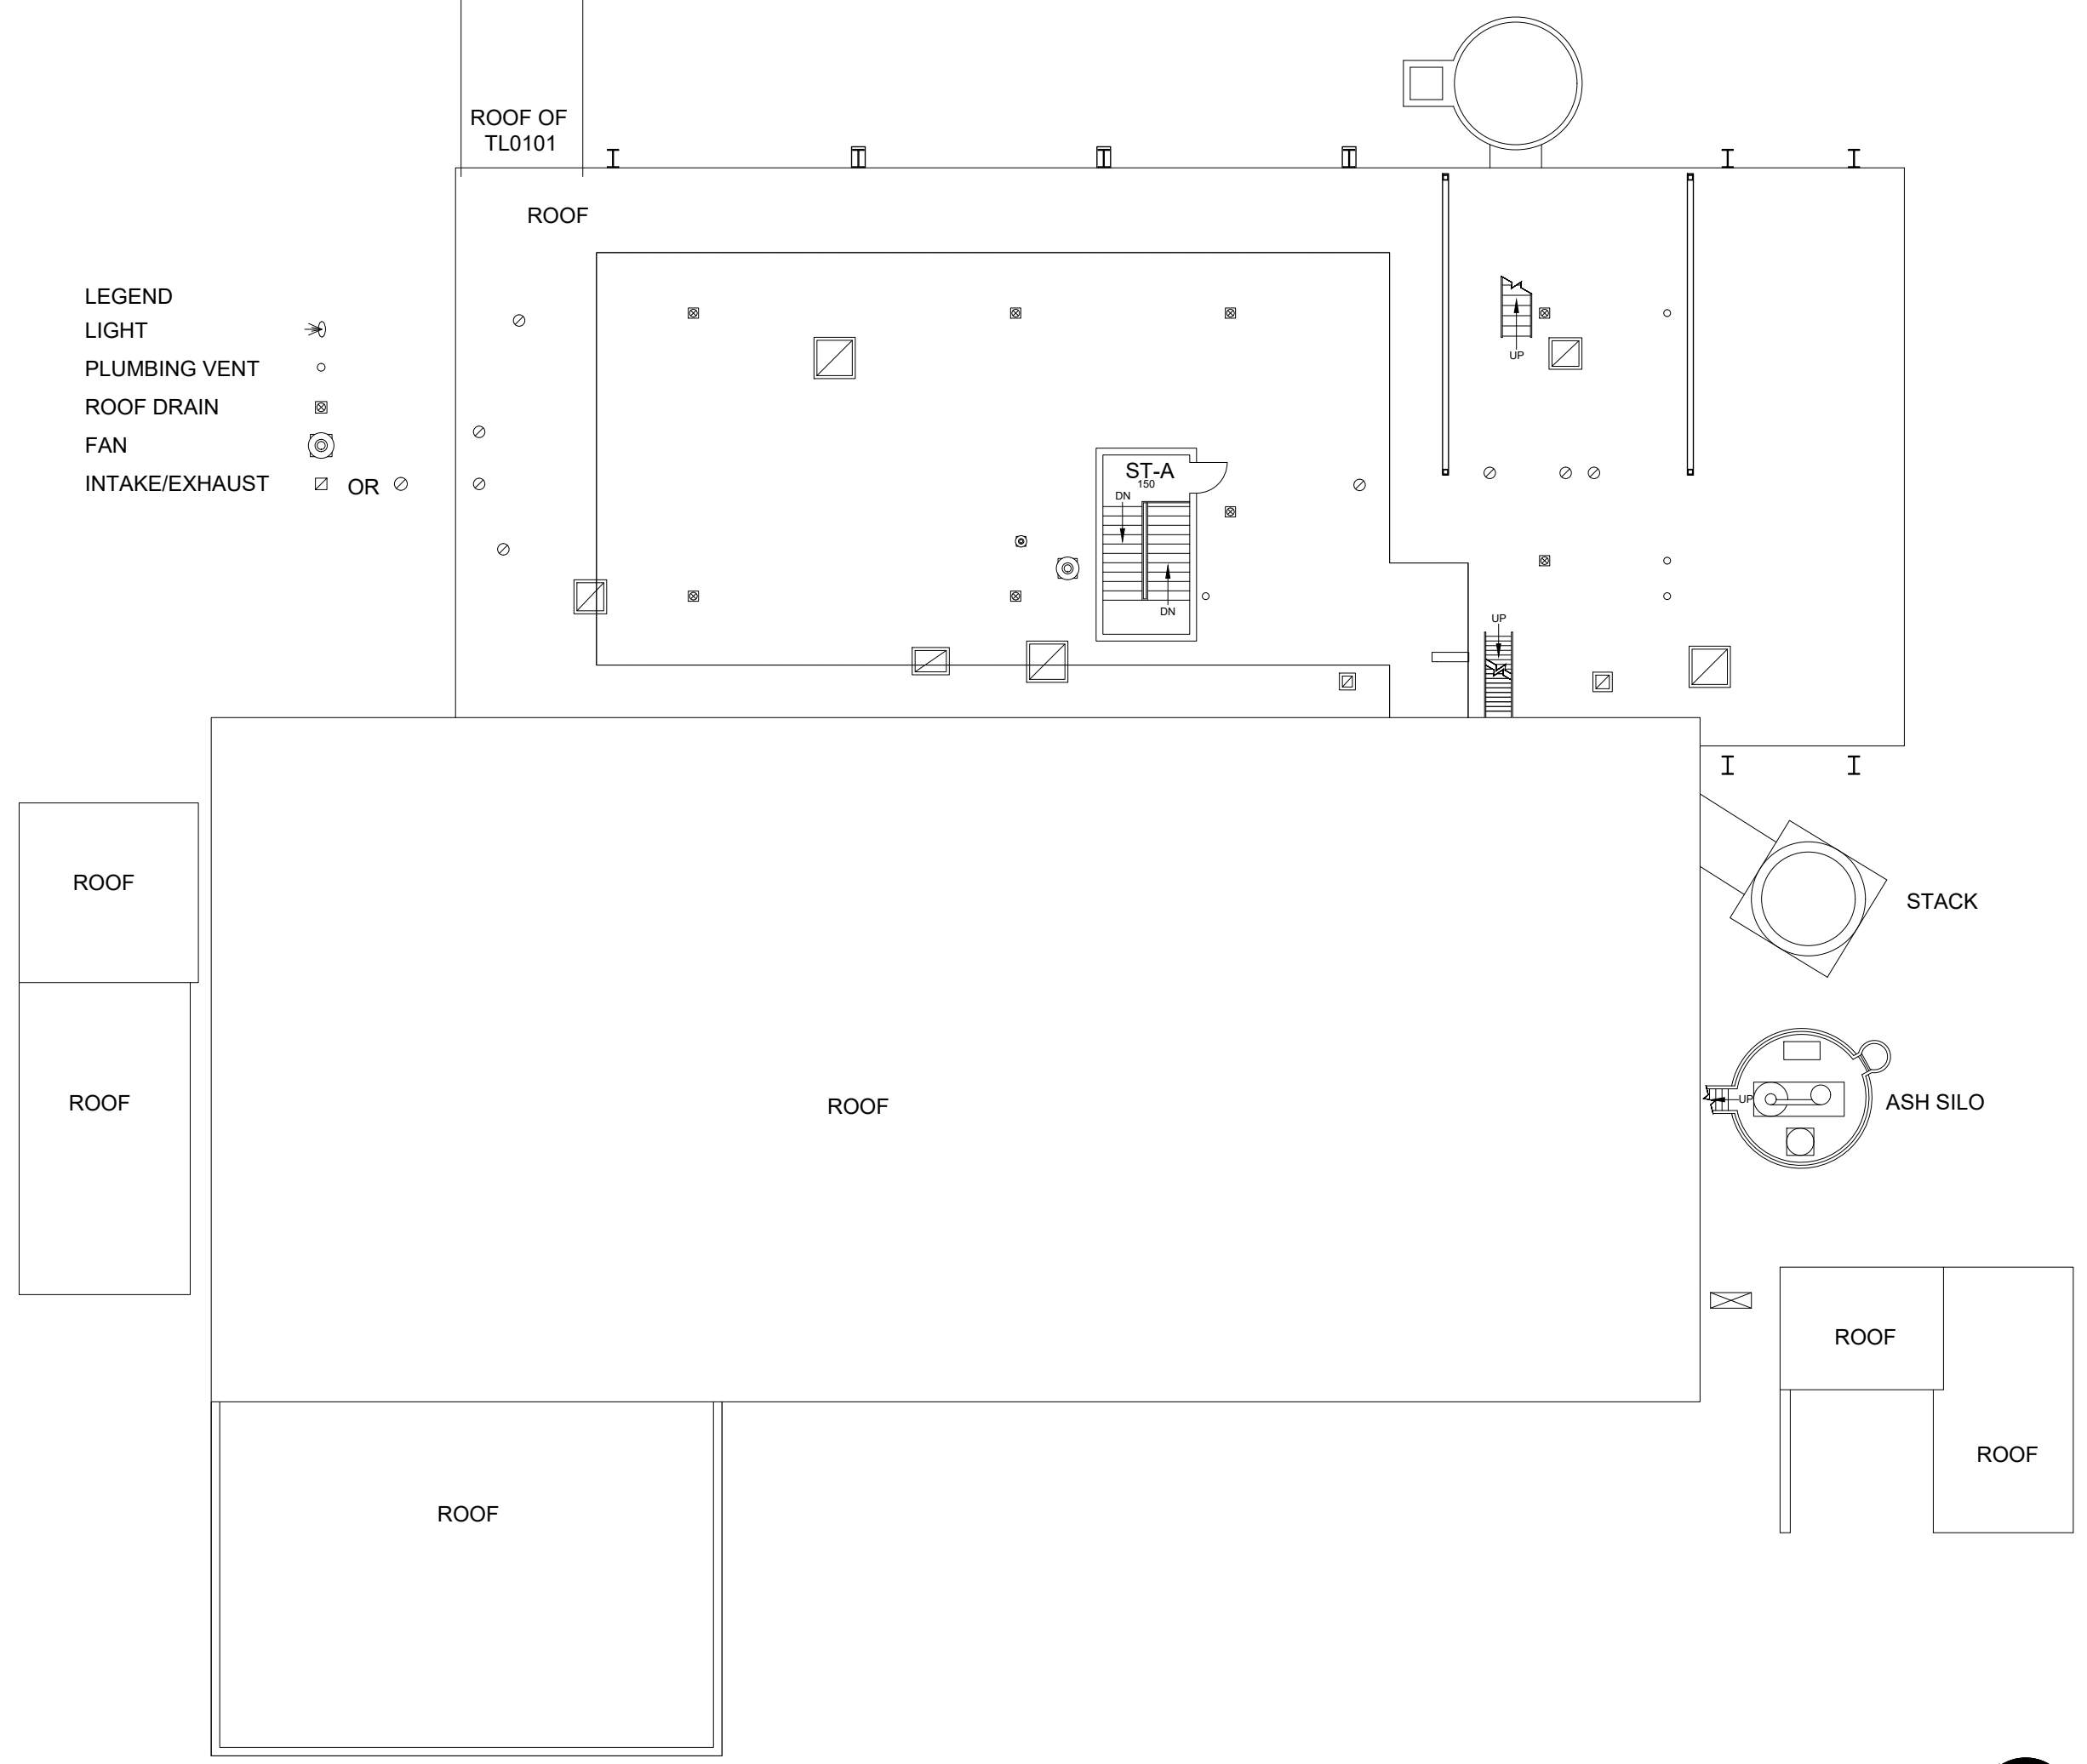 ROOF OF
TL0101
ROOF
LEGEND
LIGHT
PLUMBING VENT
ROOF DRAIN
FAN
INTAKE/EXHAUST OR
UP
ST-A
150
DN
DN
UP
ROOF
STACK
ROOF
ROOF
UP
ASH SILO
ROOF
ROOF
ROOF